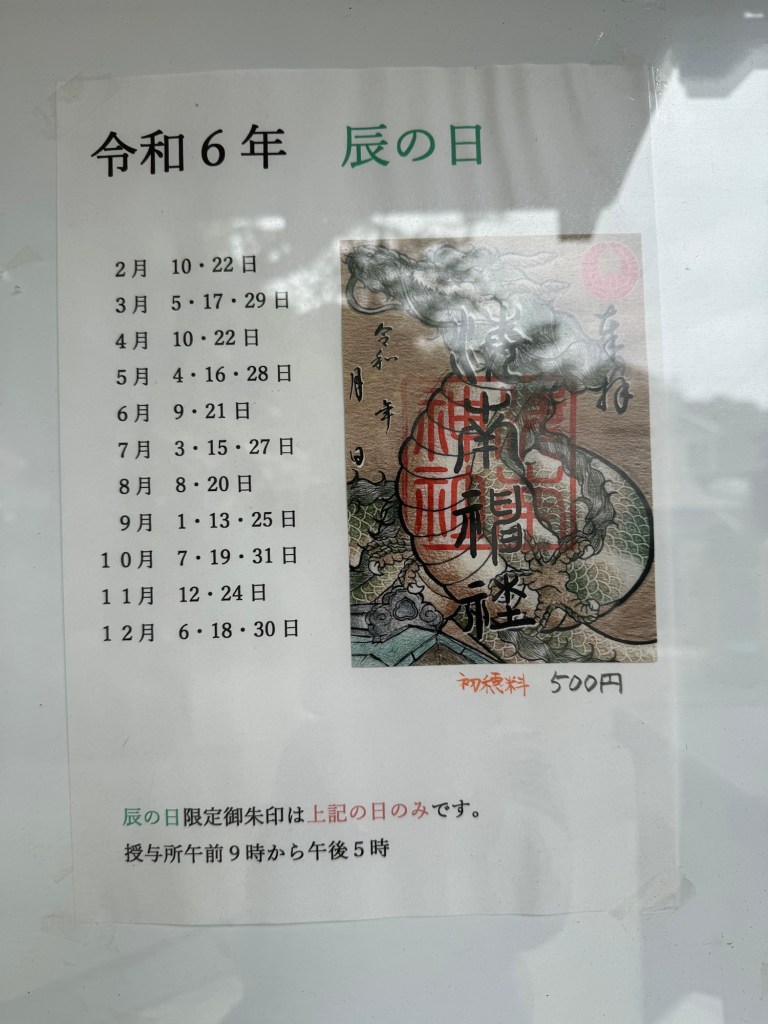 令和6年　辰の日
2月　10・22日
3月　5・17・29日
4月　10・22日
5月　4・16・28日
6月　9・21日
7月　3・15・27日
8月　8・20日
9月　1・13・25日
10月　7・19・31日
11月　12・24日
12月　6・18・30日
奉拝
令和　年
月　日
初穂料　500円
辰の日限定御朱印は上記の日のみです。
授与所午前9時から午後5時